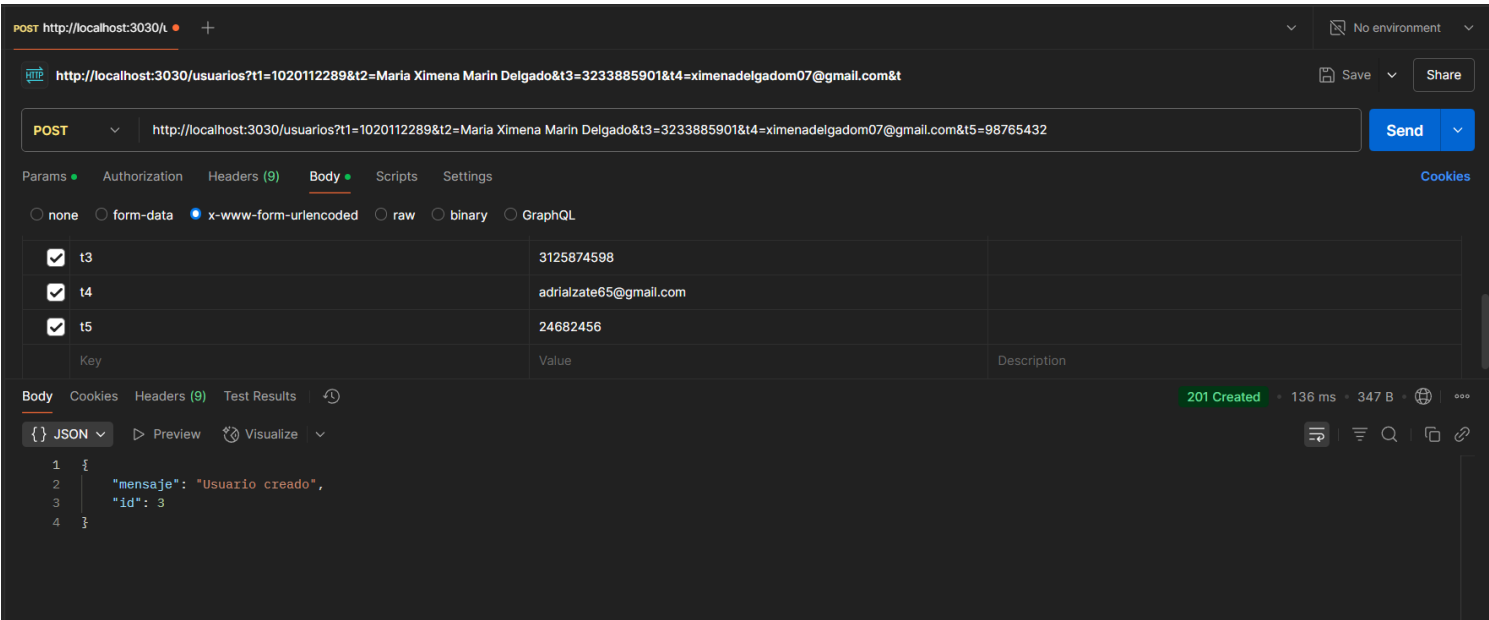 POST http://localhost:3030/u
No environment
HTTP http://localhost:3030/usuarios?t1=1020112289&t2=Maria Ximena Marin Delgado&t3=3233885901&t4=ximenadelgadom07@gmail.com&t
Save Share
POST http://localhost:3030/usuarios?t1=1020112289&t2=Maria Ximena Marin Delgado&t3=3233885901&t4=ximenadelgadom07@gmail.com&t5=98765432 Send
Params Authorization Headers (9) Body Scripts Settings Cookies
none form-data x-www-form-urlencoded raw binary GraphQL
t3 3125874598
t4 adrialzate65@gmail.com
t5 24682456
Key Value Description
Body Cookies Headers (9) Test Results 201 Created 136 ms 347 B
{} JSON Preview Visualize
1 {
2 "mensaje": "Usuario creado",
3 "id": 3
4 }